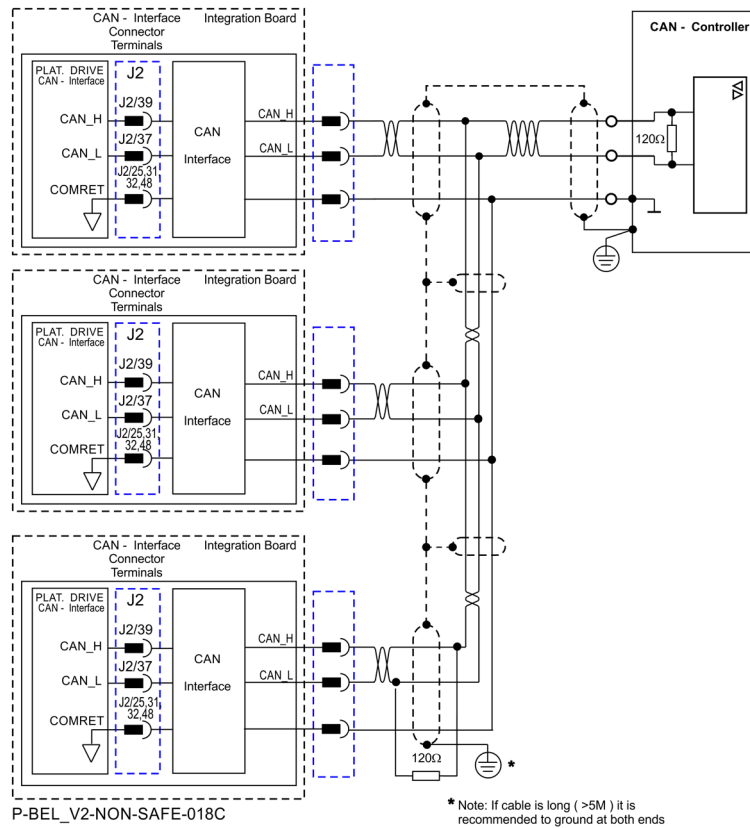 CAN - Interface
Connector
Terminals
Integration Board
PLAT. DRIVE
CAN - Interface
J2
J2/39
CAN_H
J2/37
CAN_L
J2/25,31
32,48
COMRET
CAN
Interface
CAN_H
CAN_L
CAN - Controller
120Ω
CAN - Interface
Connector
Terminals
Integration Board
PLAT. DRIVE
CAN - Interface
J2
J2/39
CAN_H
J2/37
CAN_L
J2/25,31
32,48
COMRET
CAN
Interface
CAN_H
CAN_L
CAN - Interface
Connector
Terminals
Integration Board
PLAT. DRIVE
CAN - Interface
J2
J2/39
CAN_H
J2/37
CAN_L
J2/25,31
32,48
COMRET
CAN
Interface
CAN_H
CAN_L
120Ω
*
P-BEL_V2-NON-SAFE-018C
* Note: If cable is long ( >5M ) it is
recommended to ground at both ends